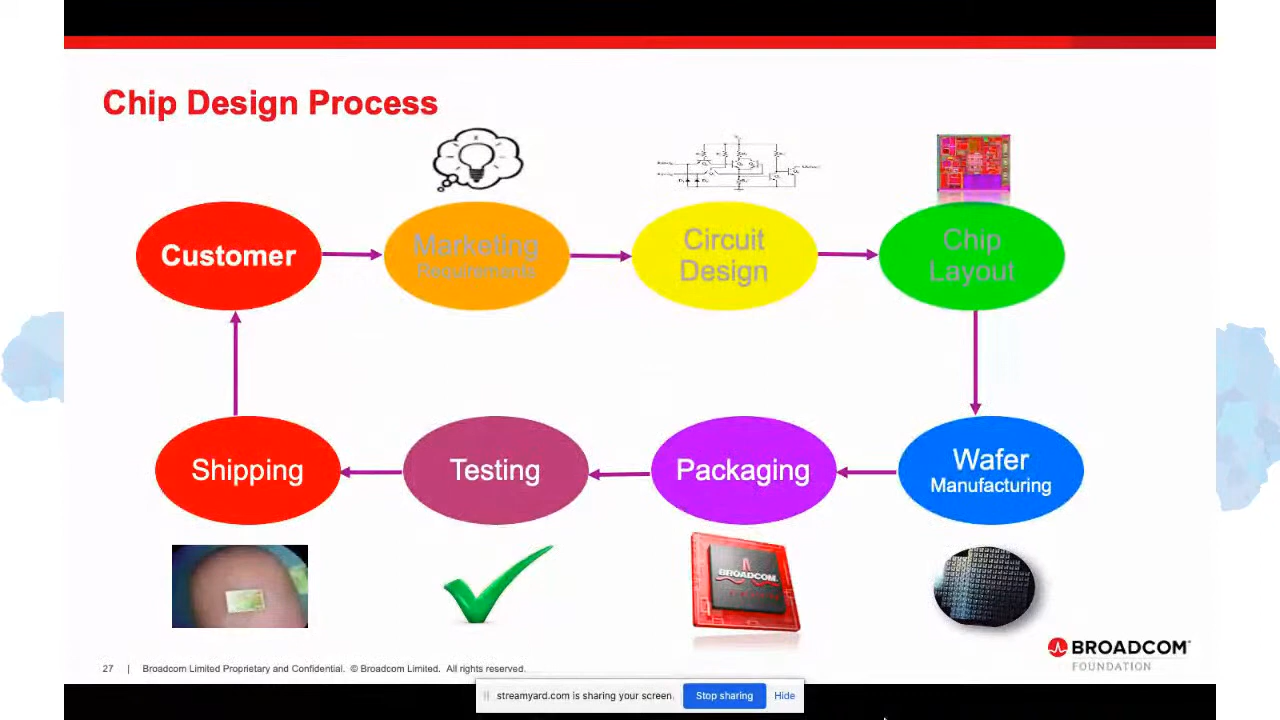 Chip Design Process
Customer
Marketing
Requirements
Circuit
Design
Chip
Layout
Shipping
Testing
Packaging
Wafer
Manufacturing
BROADCOM
BROADCOM
FOUNDATION
27 | Broadcom Limited Proprietary and Confidential. © Broadcom Limited. All rights reserved.
streamyard.com is sharing your screen.
Stop sharing
Hide